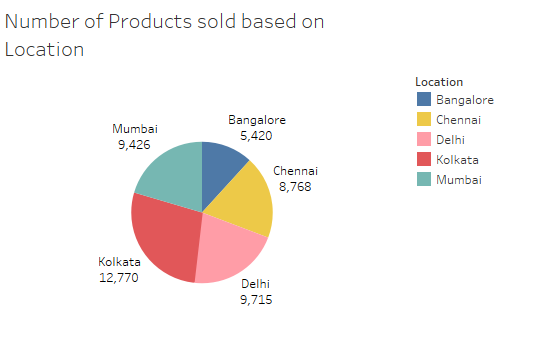 Number of Products sold based on
Location
Location
Bangalore
Chennai
Delhi
Kolkata
Mumbai
Bangalore
5,420
Mumbai
9,426
Chennai
8,768
Kolkata
12,770
Delhi
9,715